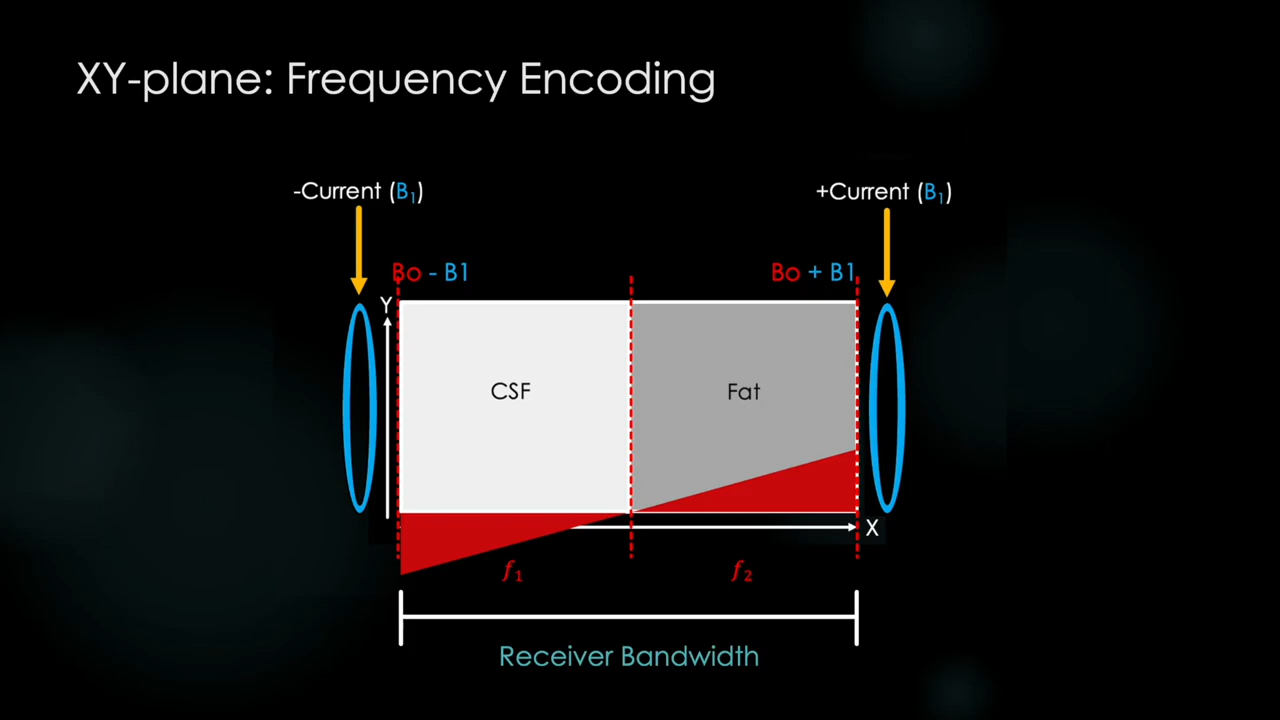 XY-plane: Frequency Encoding
-Current (B₁)
+Current (B₁)
Bo - B1
Bo + B1
Y
CSF
Fat
X
f₁
f₂
Receiver Bandwidth